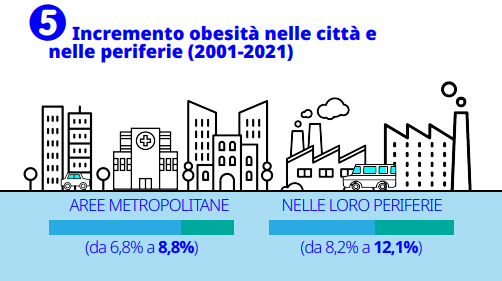 5 Incremento obesità nelle città e
nelle periferie (2001-2021)
AREE METROPOLITANE
(da 6,8% a 8,8%)
NELLE LORO PERIFERIE
(da 8,2% a 12,1%)